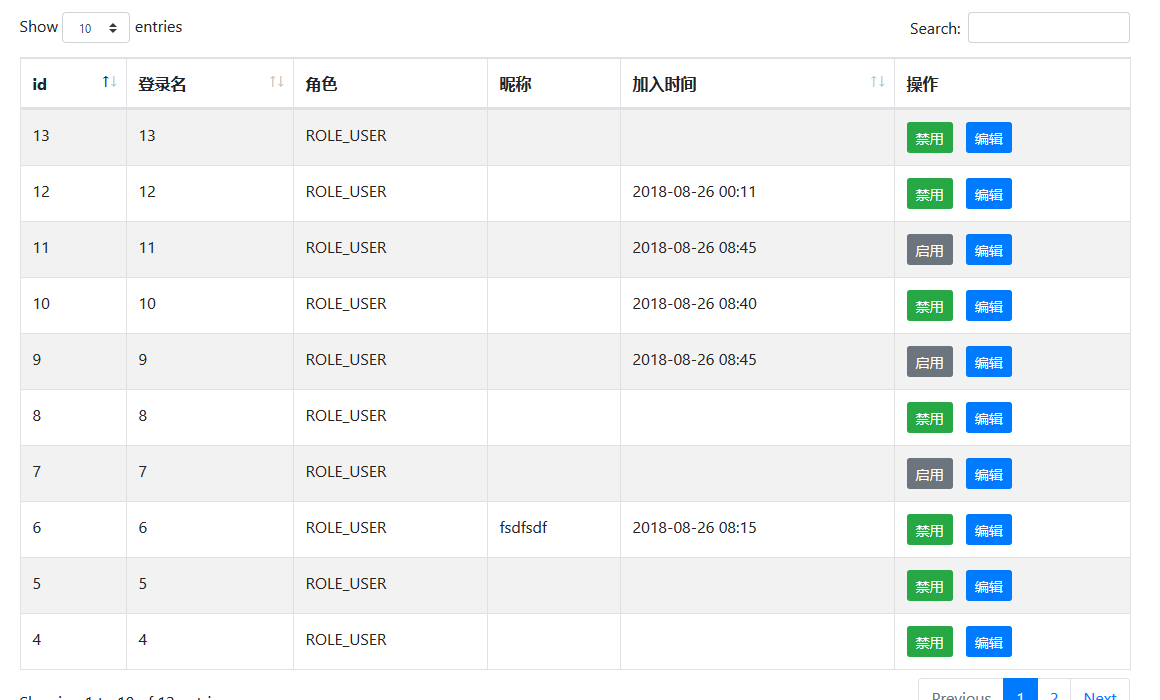 Show 10 entries Search:
id 登录名 角色 昵称 加入时间 操作
13 13 ROLE_USER 禁用 编辑
12 12 ROLE_USER 2018-08-26 00:11 禁用 编辑
11 11 ROLE_USER 2018-08-26 08:45 启用 编辑
10 10 ROLE_USER 2018-08-26 08:40 禁用 编辑
9 9 ROLE_USER 2018-08-26 08:45 启用 编辑
8 8 ROLE_USER 禁用 编辑
7 7 ROLE_USER 启用 编辑
6 6 ROLE_USER fsdfsdf 2018-08-26 08:15 禁用 编辑
5 5 ROLE_USER 禁用 编辑
4 4 ROLE_USER 禁用 编辑
Previous 1 2 Next